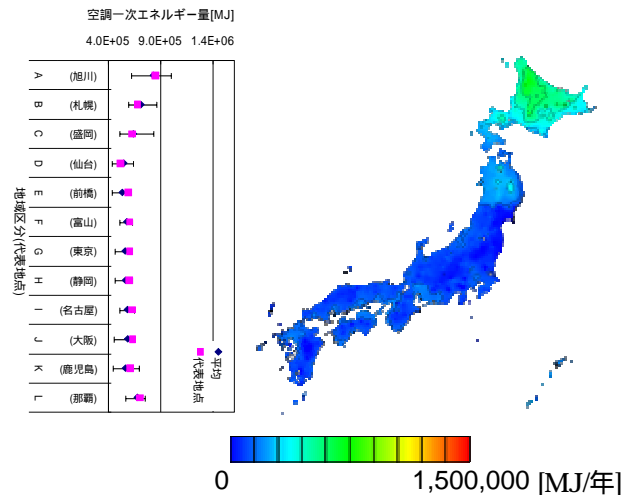 空調一次エネルギー量[MJ]
4.0E+05 9.0E+05 1.4E+06
A (旭川)
B (札幌)
C (盛岡)
D (仙台)
E (前橋)
F (富山)
G (東京)
H (静岡)
I (名古屋)
J (大阪)
K (鹿児島)
L (那覇)
地域区分(代表地点)
平均
代表地点
0 1,500,000 [MJ/年]